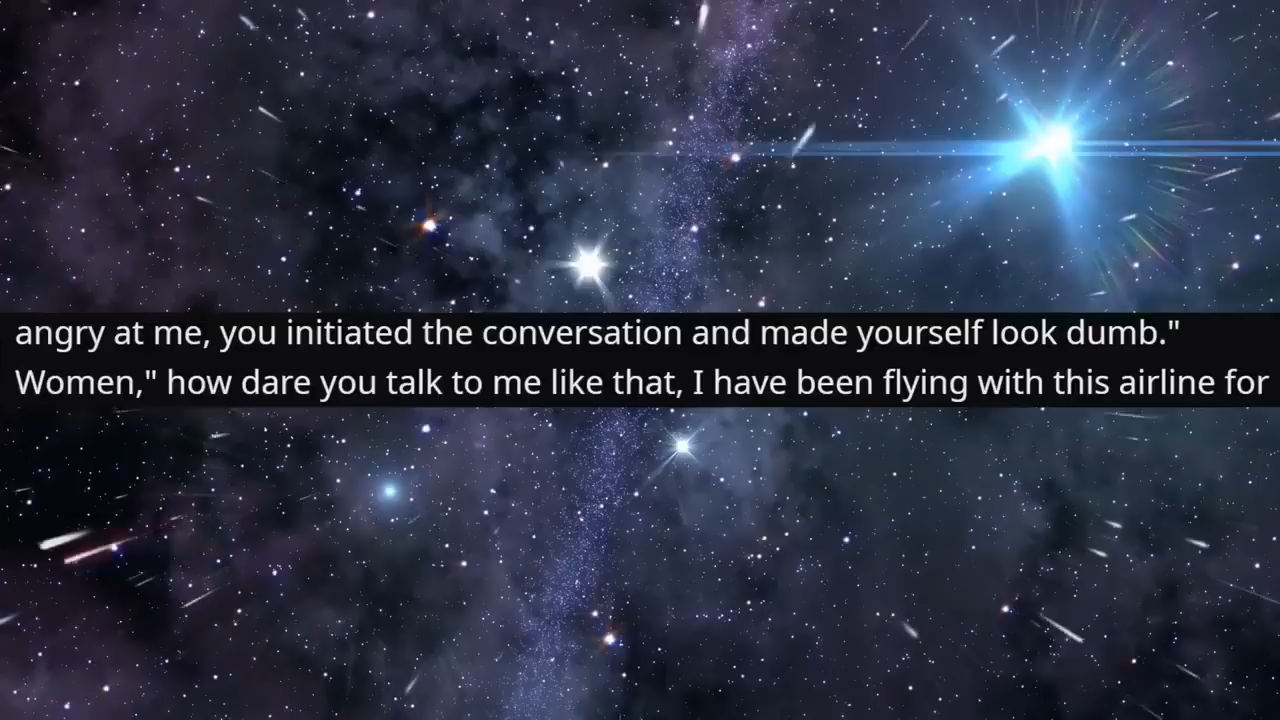 angry at me, you initiated the conversation and made yourself look dumb."
Women," how dare you talk to me like that, I have been flying with this airline for